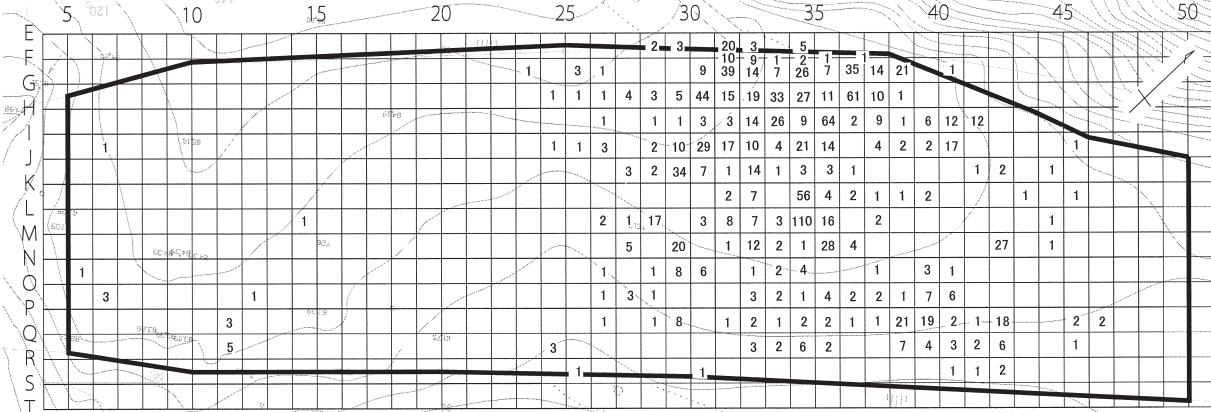 5 10 15 20 25 30 35 40 45 50
E
2 3 20 3 5
F
10 9 1 2 1 1
1 3 1 9 39 14 7 26 7 35 14 21 1
G
1 1 1 4 3 5 44 15 19 33 27 11 61 10 1
H
1 1 1 3 3 14 26 9 64 2 9 1 6 12 12
I
1 1 1 3 2 10 29 17 10 4 21 14 4 2 2 17 1
J
3 2 34 7 1 14 1 3 3 1 1 2 1
K
2 7 56 4 2 1 1 2 1 1
L
1 2 1 17 3 8 7 3 110 16 2 1
M
5 20 1 12 2 1 28 4 27 1
N
1 1 1 8 6 1 2 4 1 3 1
O
3 1 1 3 1 3 2 1 4 2 2 1 7 6
P
3 1 1 8 1 2 1 2 2 1 1 21 19 2 1 18 2 2
Q
5 3 3 2 6 2 7 4 3 2 6 1
R
1 1 1 1 2
S
T